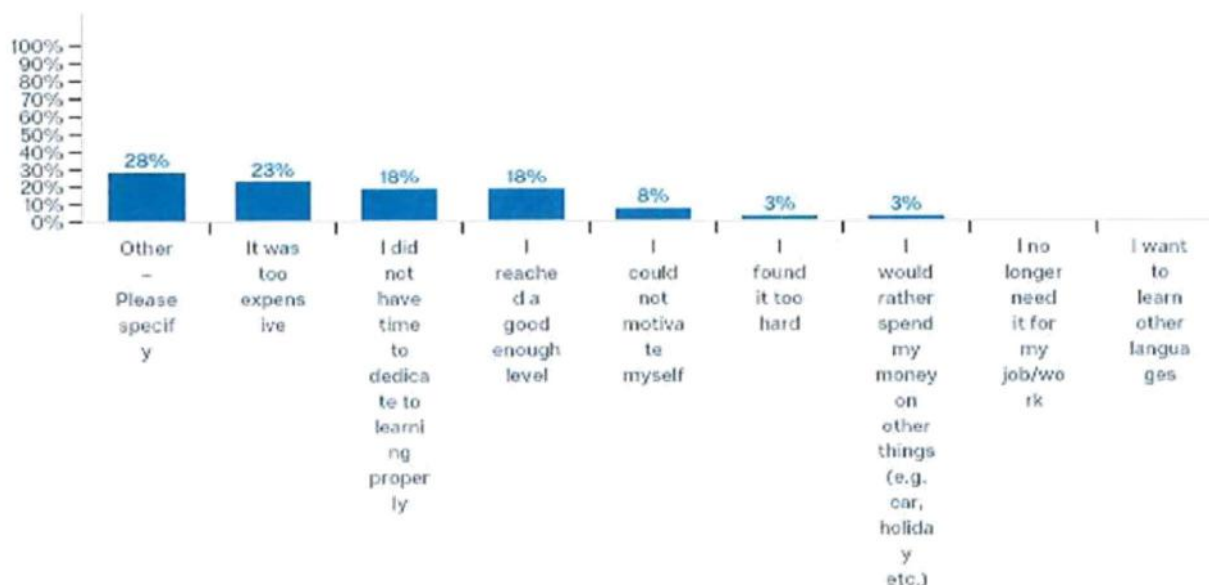 100%
90%
80%
70%
60%
50%
40%
30%
20%
10%
0%
28%
23%
18%
18%
8%
3%
3%
Other
–
Please
specif
y
It was
too
expens
ive
I did
not
have
time
to
dedica
te to
learni
ng
proper
ly
I
reache
d a
good
enough
level
I
could
not
motiva
te
myself
I
found
it too
hard
I
would
rather
spend
my
money
on
other
things
(e.g.
car,
holida
y
etc.)
I no
longer
need
it for
my
job/wo
rk
I want
to
learn
other
langua
ges